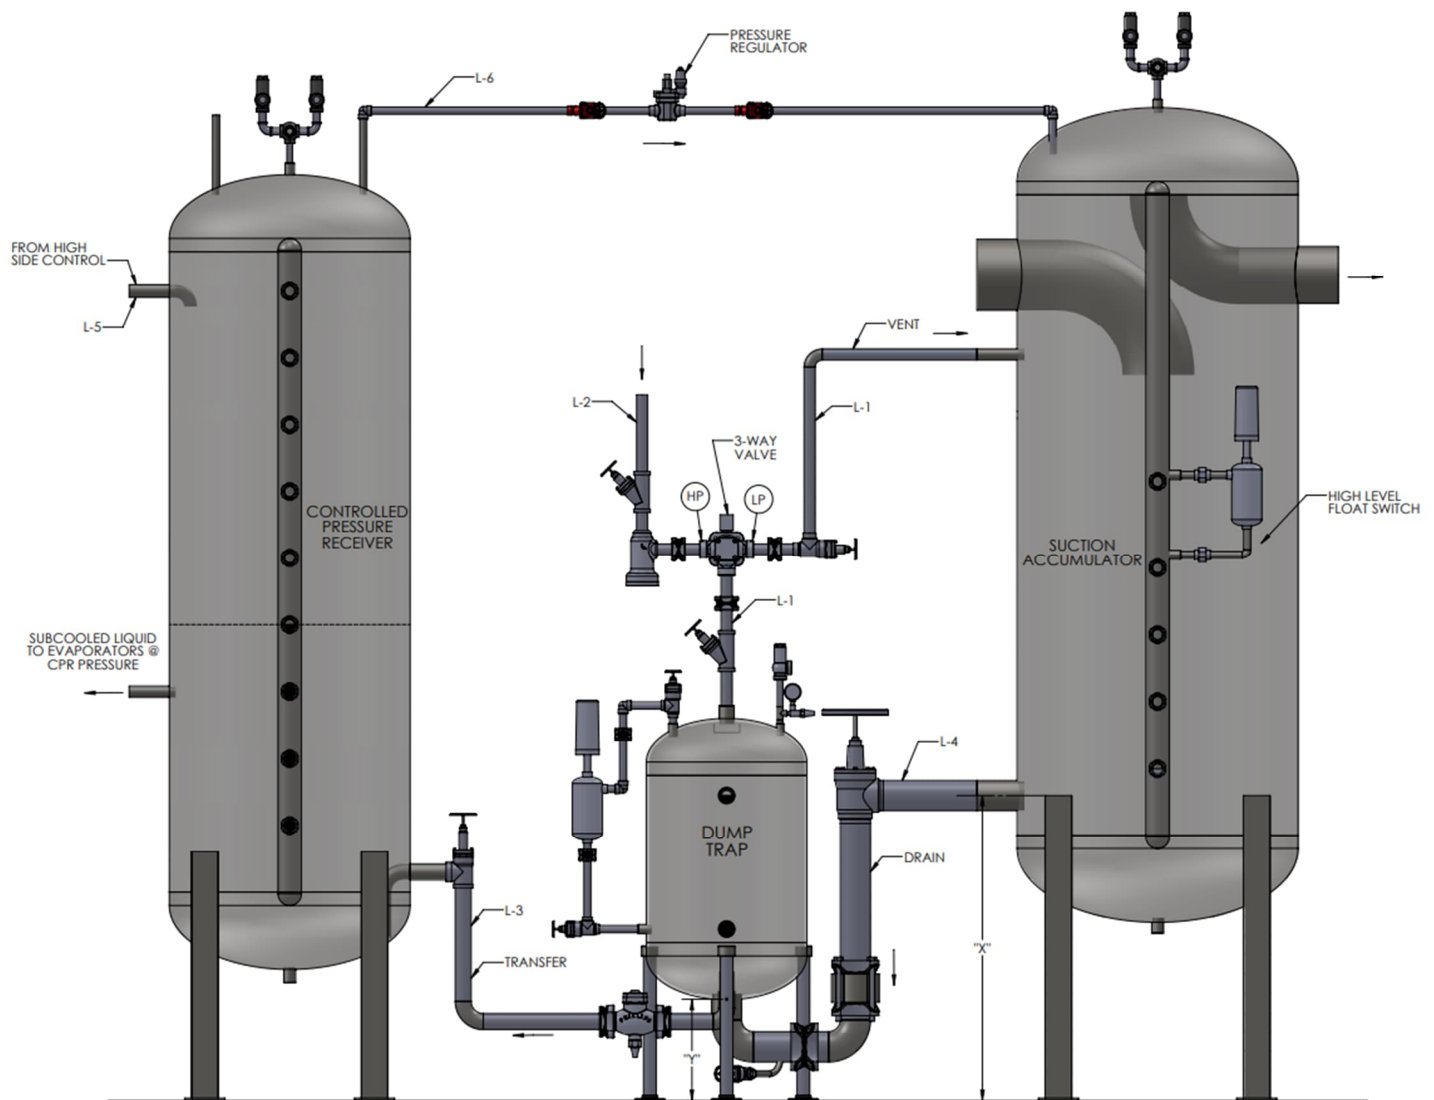 PRESSURE
REGULATOR
L-6
FROM HIGH
SIDE CONTROL
L-5
VENT
L-2
L-1
3-WAY
VALVE
HP
LP
HIGH LEVEL
FLOAT SWITCH
CONTROLLED
PRESSURE
RECEIVER
SUCTION
ACCUMULATOR
L-1
SUBCOOLED LIQUID
TO EVAPORATORS @
CPR PRESSURE
L-4
DUMP
TRAP
DRAIN
L-3
TRANSFER
"X"
"Y"